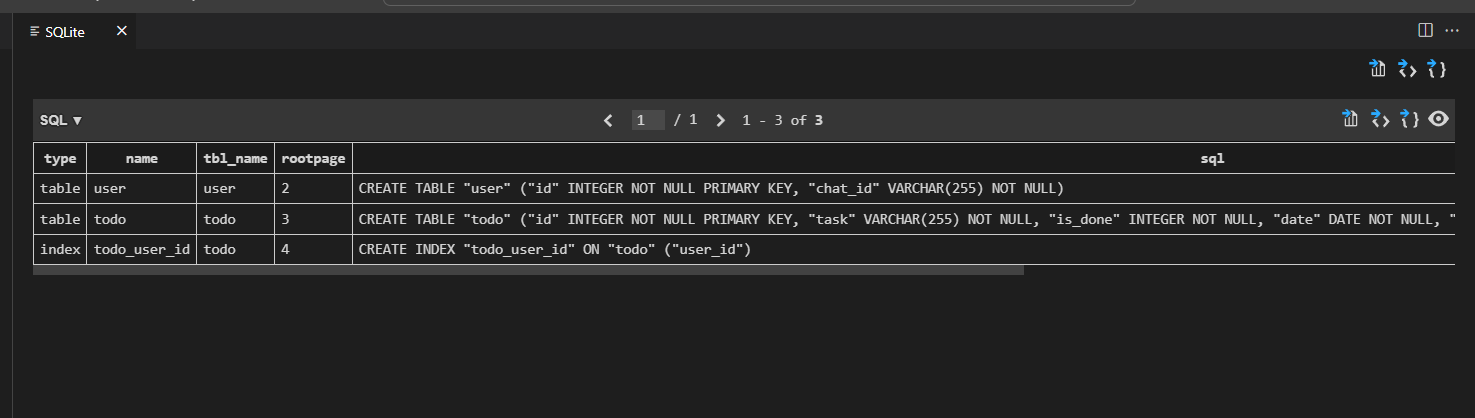 SQLite
SQL ▼
1 / 1 1 - 3 of 3
type name tbl_name rootpage sql
table user user 2 CREATE TABLE "user" ("id" INTEGER NOT NULL PRIMARY KEY, "chat_id" VARCHAR(255) NOT NULL)
table todo todo 3 CREATE TABLE "todo" ("id" INTEGER NOT NULL PRIMARY KEY, "task" VARCHAR(255) NOT NULL, "is_done" INTEGER NOT NULL, "date" DATE NOT NULL, "
index todo_user_id todo 4 CREATE INDEX "todo_user_id" ON "todo" ("user_id")